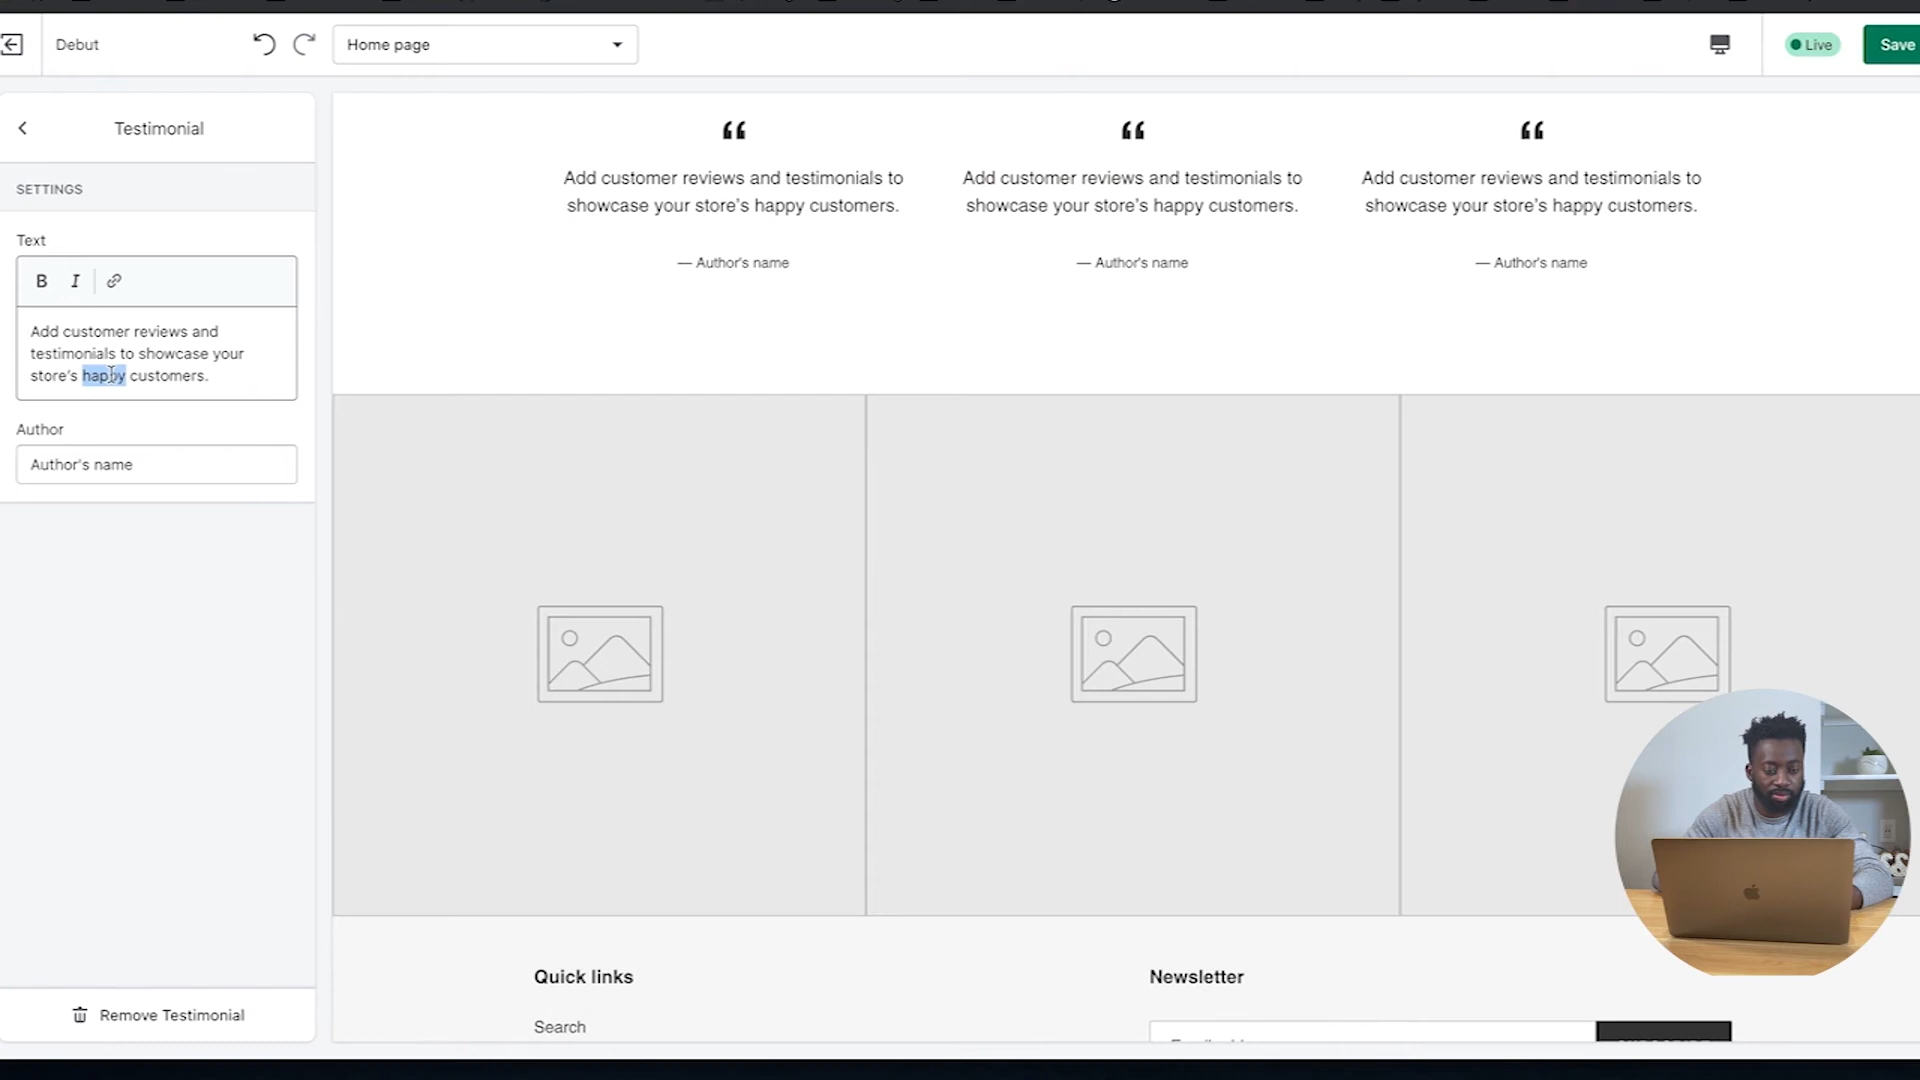 Debut
Home page
Live
Save
Testimonial
SETTINGS
Text
B I
Add customer reviews and
testimonials to showcase your
store's happy customers.
Author
Author's name
Remove Testimonial
“
Add customer reviews and testimonials to
showcase your store's happy customers.
— Author's name
“
Add customer reviews and testimonials to
showcase your store's happy customers.
— Author's name
“
Add customer reviews and testimonials to
showcase your store's happy customers.
— Author's name
Quick links
Search
Newsletter